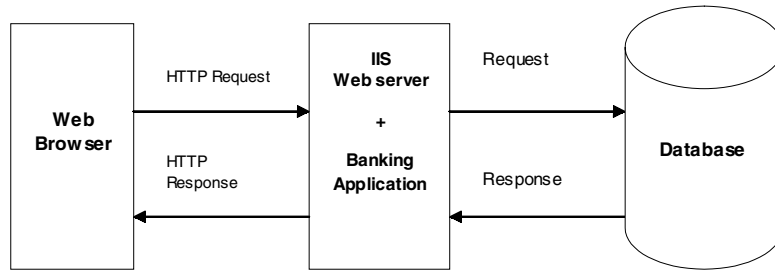 Web
Browser
HTTP Request
HTTP
Response
IIS
Web server
+
Banking
Application
Request
Response
Database